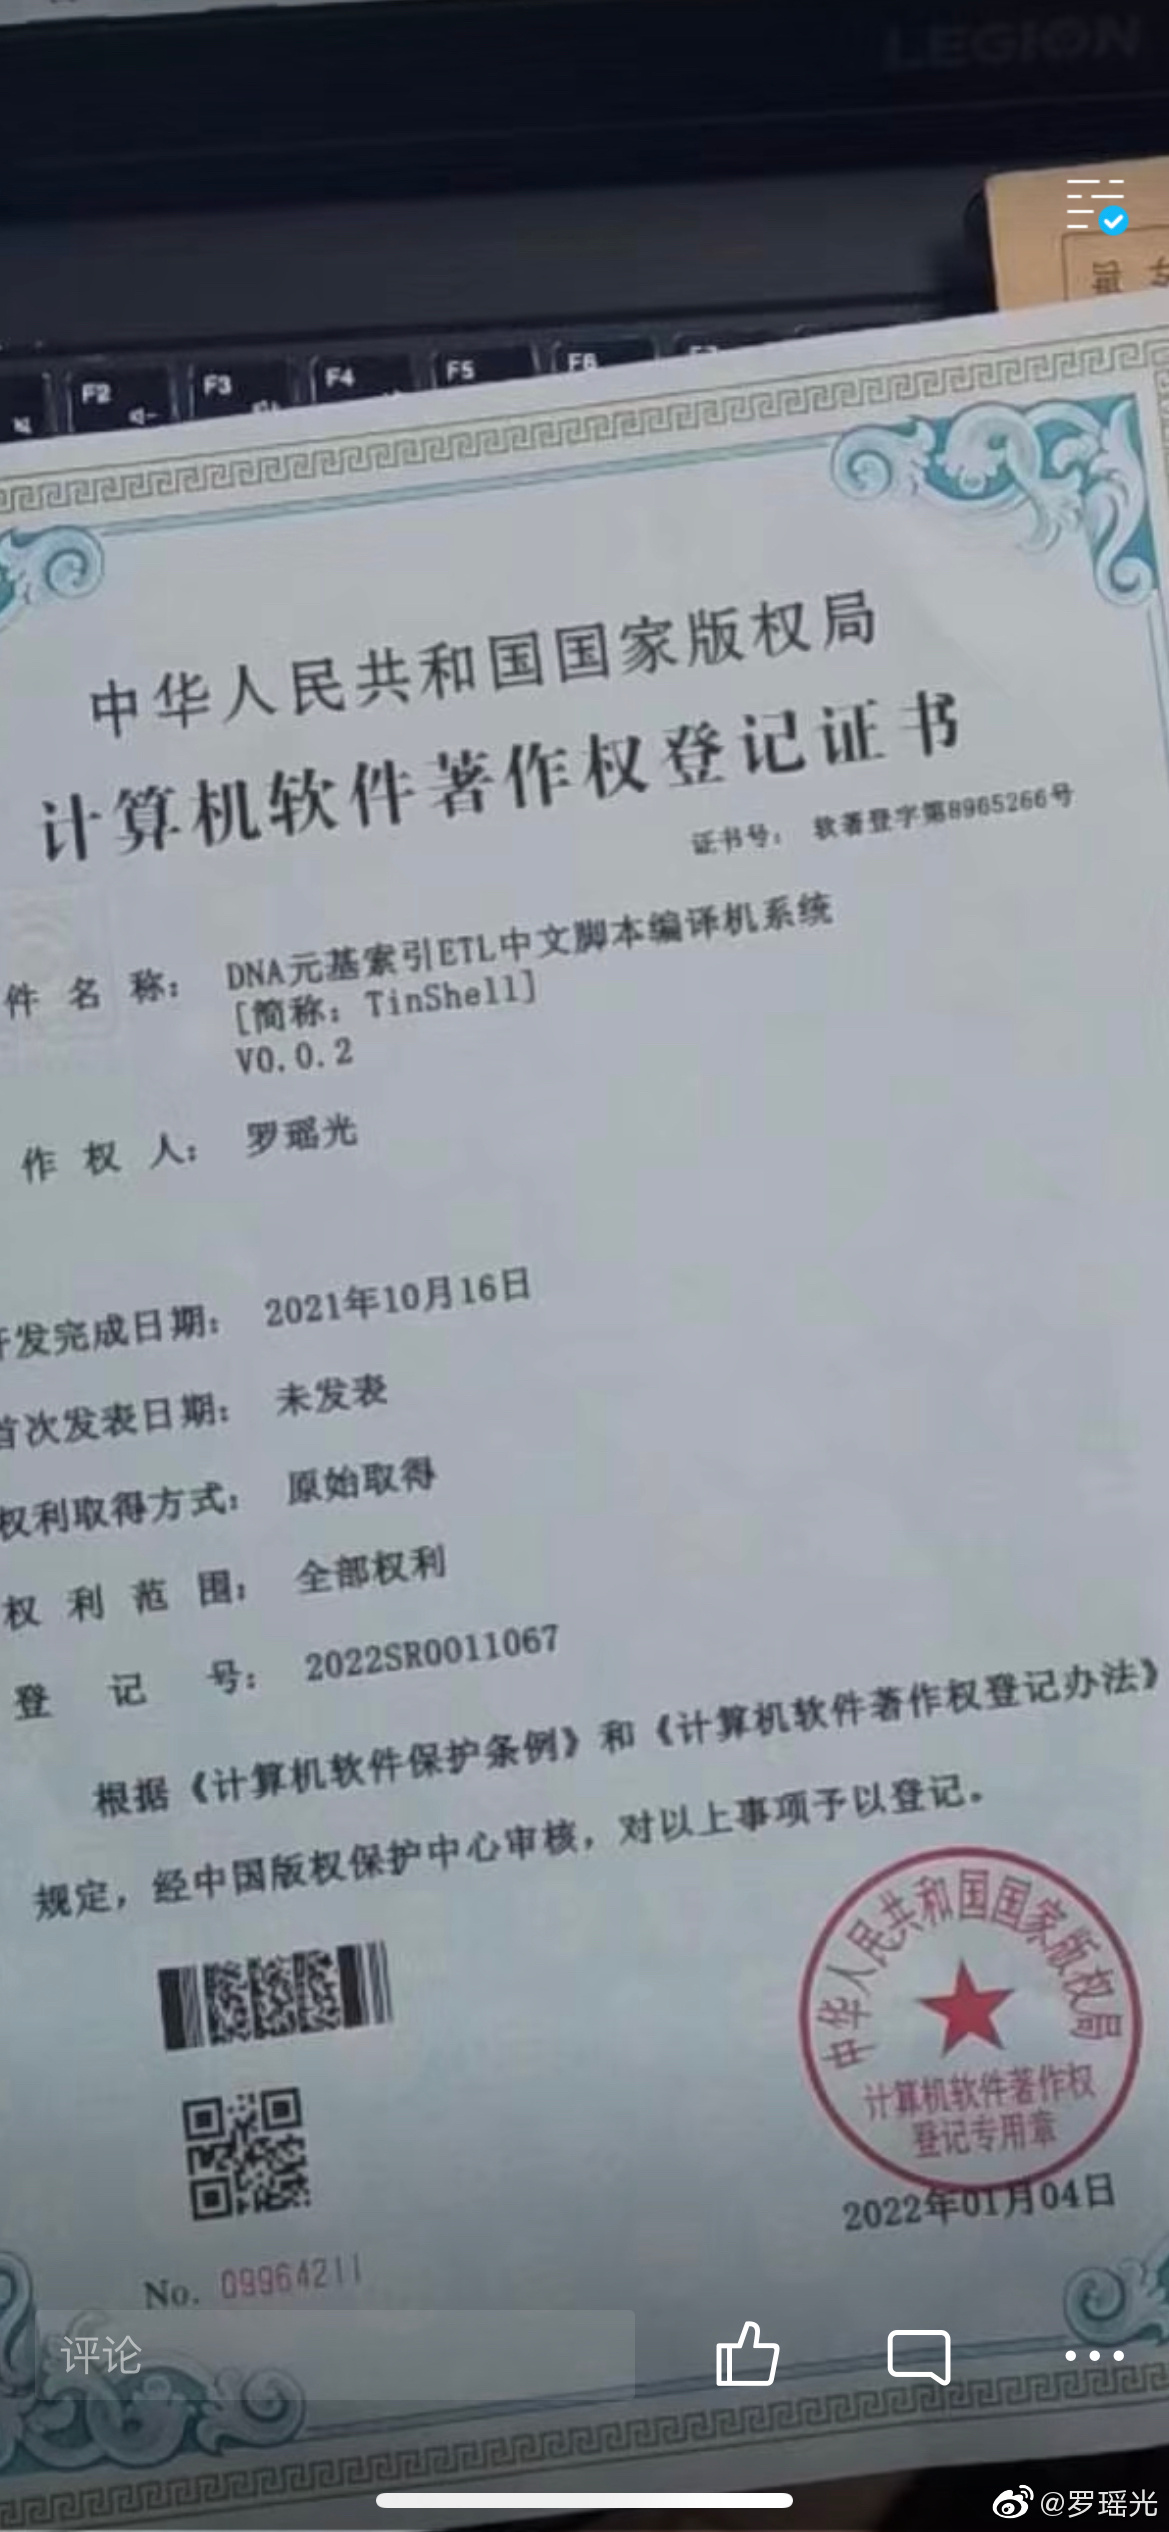 LEGION
F2
F3
F4
F5
F6
中华人民共和国国家版权局
计算机软件著作权登记证书
证书号： 软著登字第8965266号
件名称： DNA元基索引ETL中文脚本编译机系统
[简称：TinShell]
V0.0.2
作权人： 罗瑶光
开发完成日期： 2021年10月16日
首次发表日期： 未发表
权利取得方式： 原始取得
权利范围： 全部权利
登记号： 2022SR0011067
根据《计算机软件保护条例》和《计算机软件著作权登记办法》
规定，经中国版权保护中心审核，对以上事项予以登记。
中华人民共和国国家版权局
计算机软件著作权
登记专用章
2022年01月04日
No. 09964211
评论
@罗瑶光